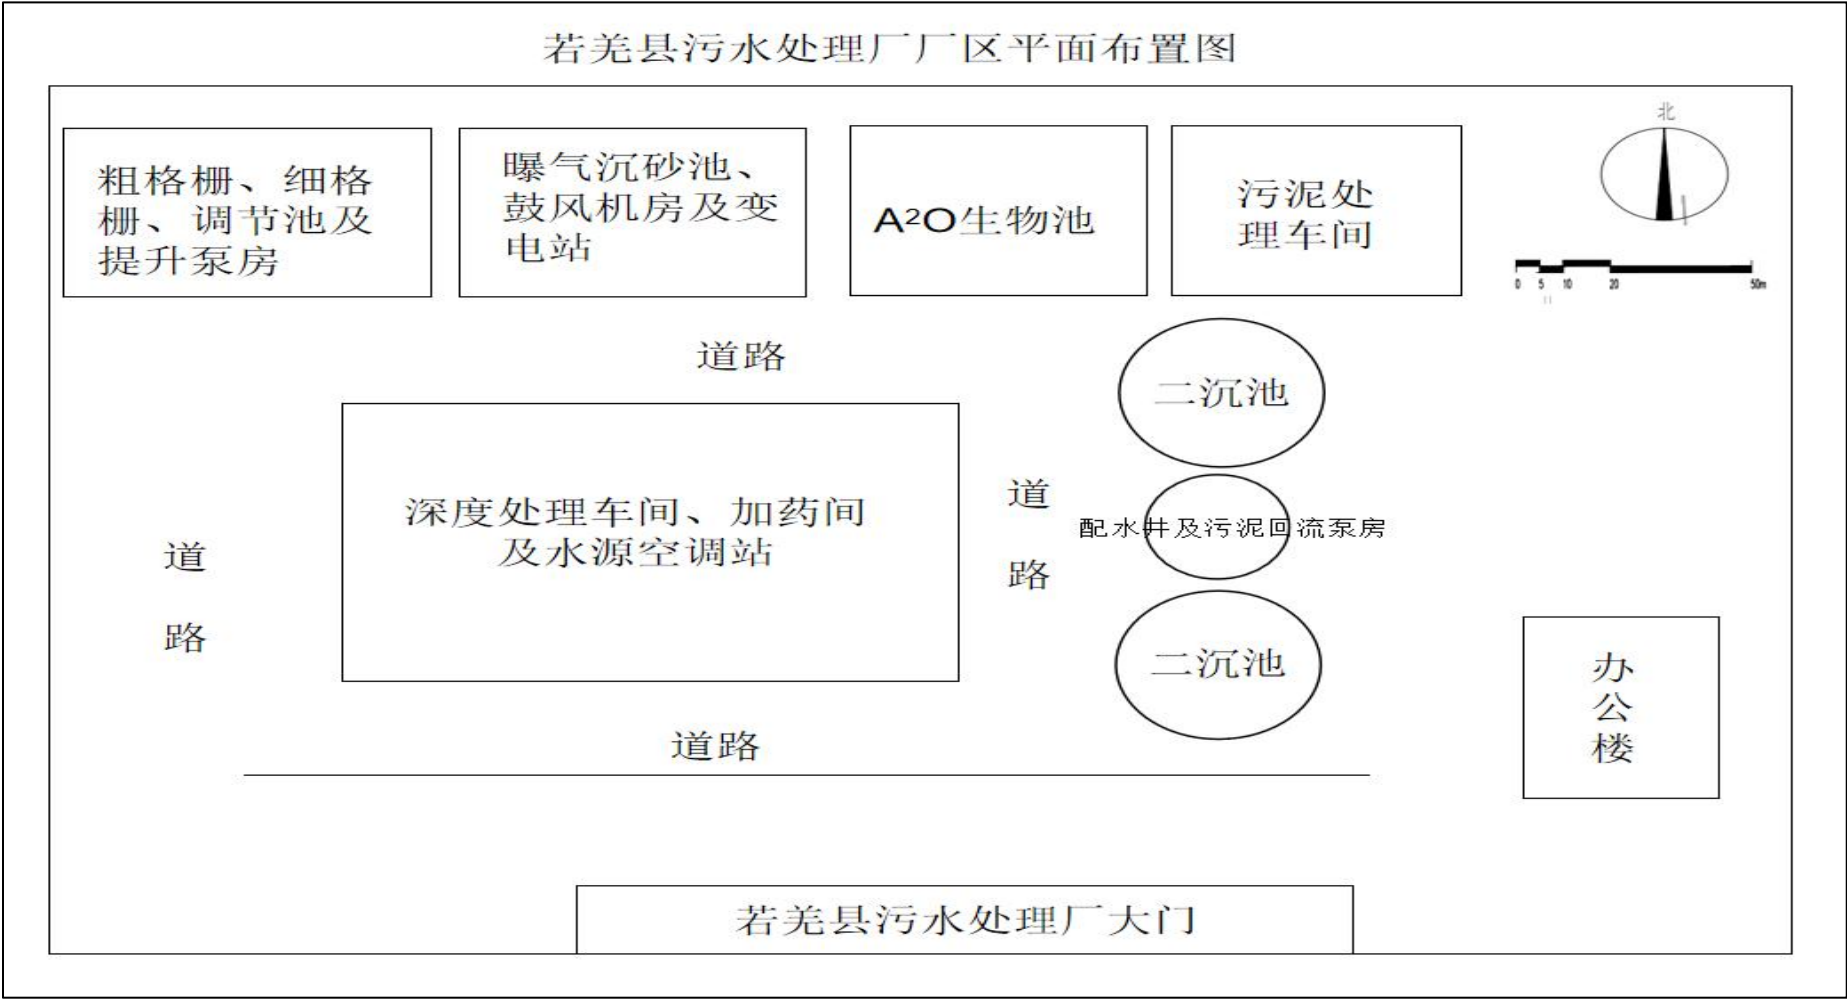 若羌县污水处理厂厂区平面布置图
粗格栅、细格
栅、调节池及
提升泵房
曝气沉砂池、
鼓风机房及变
电站
A²O生物池
污泥处
理车间
北
0 5 10 20 50m
道路
二沉池
深度处理车间、加药间
及水源空调站
道
路
配水井及污泥回流泵房
道
路
二沉池
办
公
楼
道路
若羌县污水处理厂大门